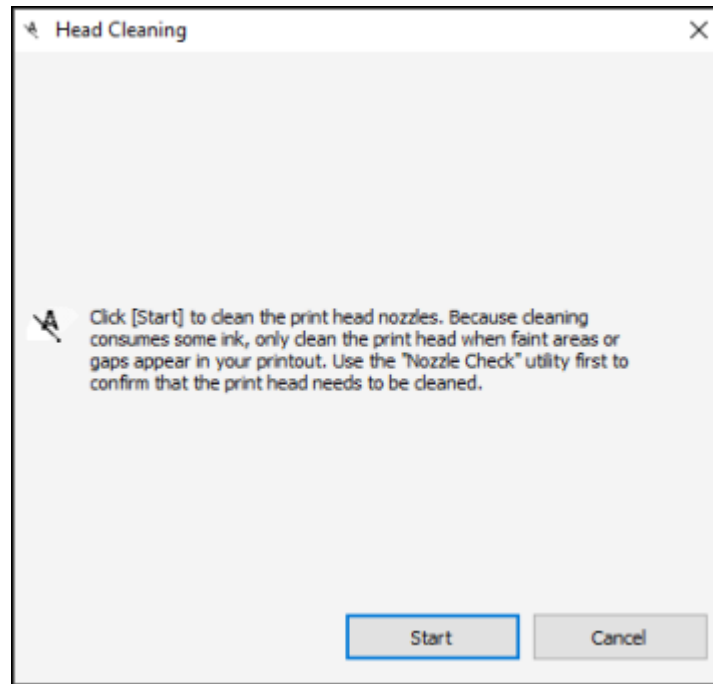 Head Cleaning
Click [Start] to clean the print head nozzles. Because cleaning
consumes some ink, only clean the print head when faint areas or
gaps appear in your printout. Use the "Nozzle Check" utility first to
confirm that the print head needs to be cleaned.
Start
Cancel